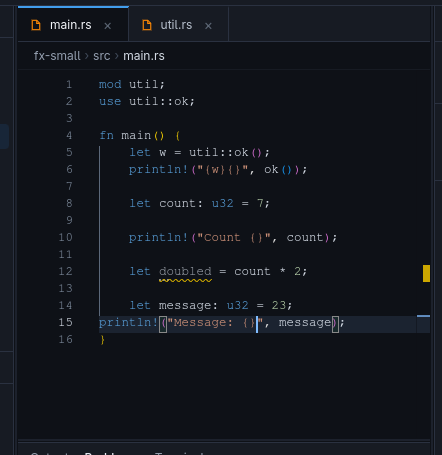 main.rs × util.rs ×
fx-small › src › main.rs
1 mod util;
2 use util::ok;
3
4 fn main() {
5 let w = util::ok();
6 println!("{w}{}", ok());
7
8 let count: u32 = 7;
9
10 println!("Count {}", count);
11
12 let doubled = count * 2;
13
14 let message: u32 = 23;
15 println!("Message: {}", message);
16 }